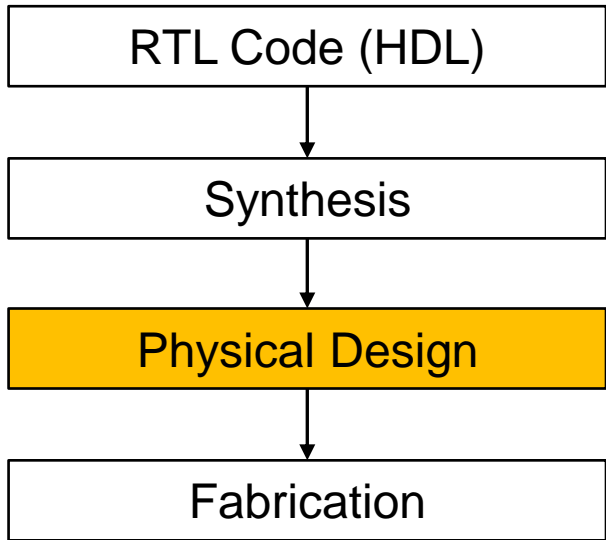 RTL Code (HDL)
Synthesis
Physical Design
Fabrication